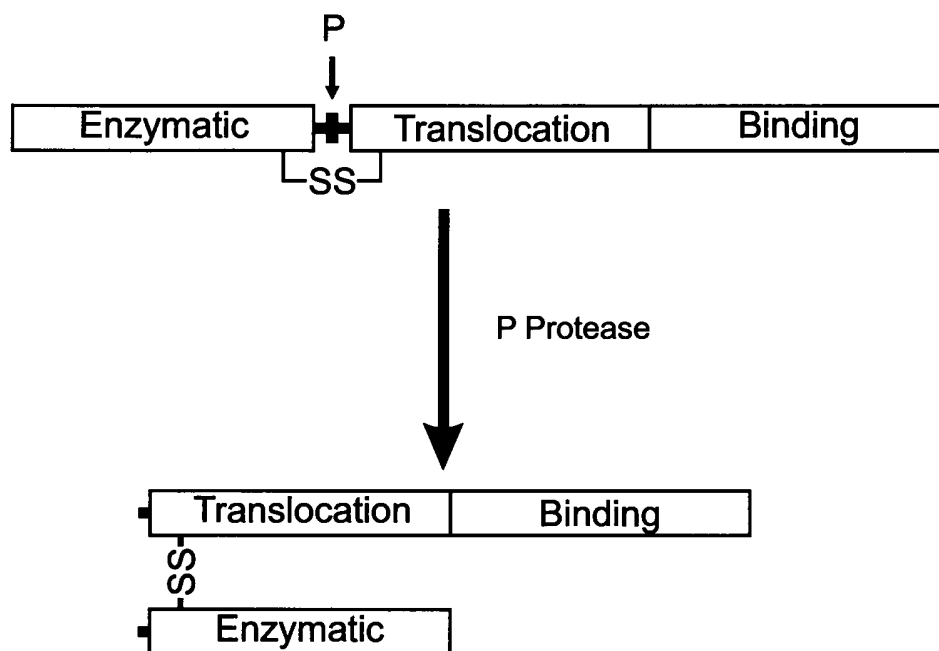 P
Enzymatic Translocation Binding
SS
P Protease
Translocation Binding
SS
Enzymatic